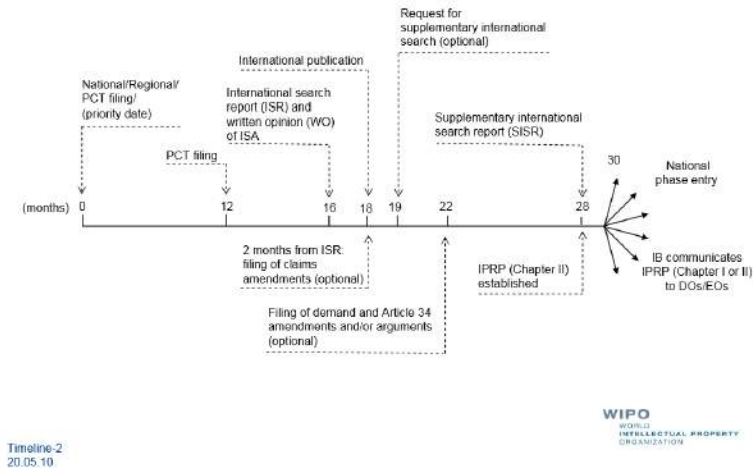 Request for
supplementary international
search (optional)
International publication
National/Regional/
PCT filing/
(priority date)
International search
report (ISR) and
written opinion (WO)
of ISA
Supplementary international
search report (SISR)
PCT filing
30
National
phase entry
(months) 0 12 16 18 19 22 28
2 months from ISR:
filing of claims
amendments (optional)
IPRP (Chapter II)
established
IB communicates
IPRP (Chapter I or II)
to DOs/EOs
Filing of demand and Article 34
amendments and/or arguments
(optional)
WIPO
WORLD
INTELLECTUAL PROPERTY
ORGANIZATION
Timeline-2
20.05.10